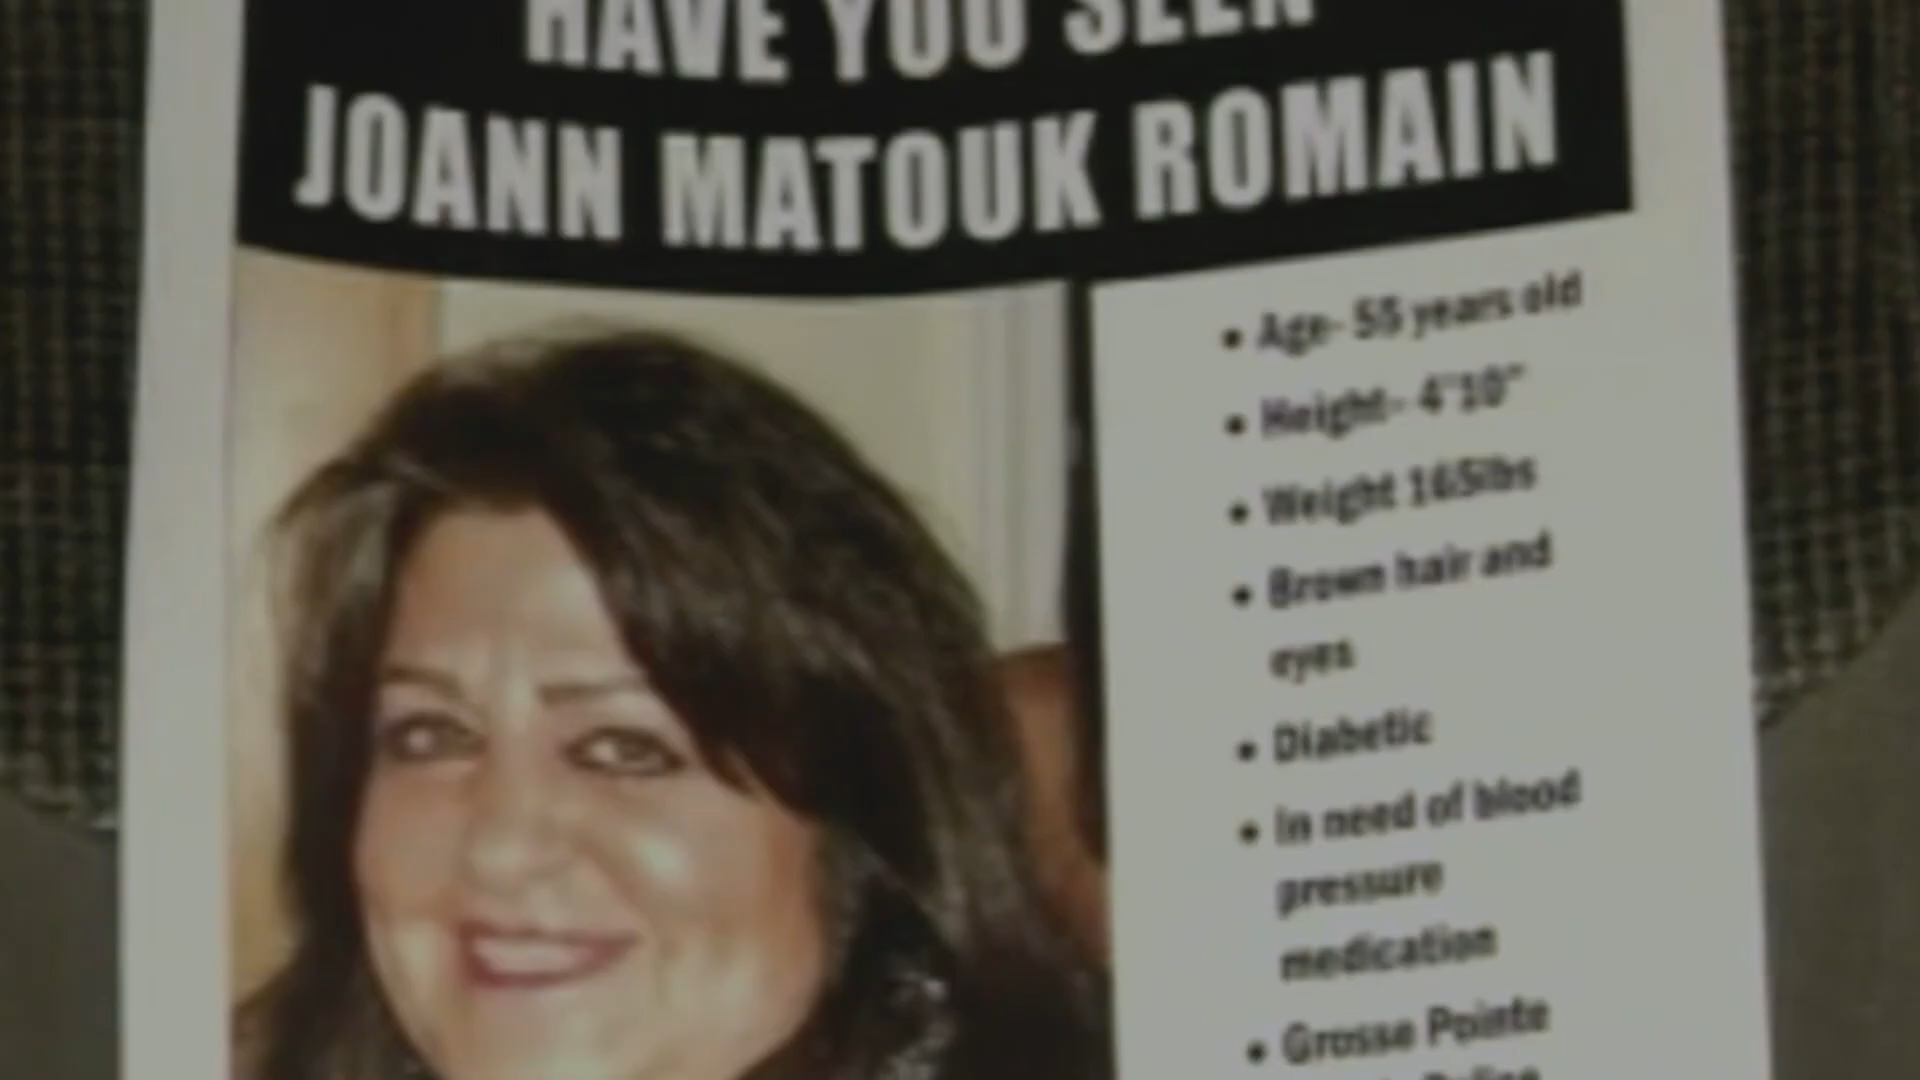 HAVE YOU SEEN
JOANN MATOUK ROMAIN
• Age- 55 years old
• Height- 4'10"
• Weight 165lbs
• Brown hair and
eyes
• Diabetic
• In need of blood
pressure
medication
• Grosse Pointe
Police